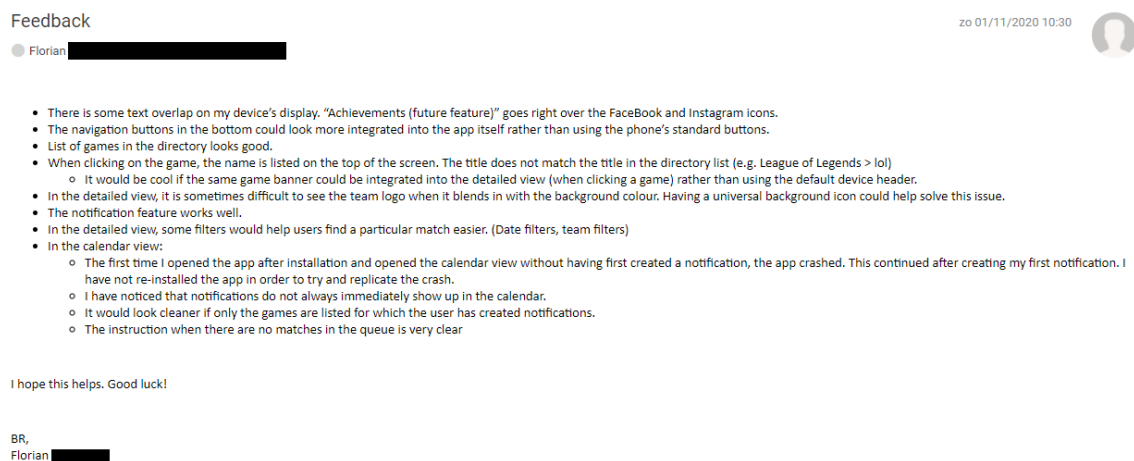 Feedback
zo 01/11/2020 10:30
Florian
• There is some text overlap on my device's display. "Achievements (future feature)" goes right over the FaceBook and Instagram icons.
• The navigation buttons in the bottom could look more integrated into the app itself rather than using the phone's standard buttons.
• List of games in the directory looks good.
• When clicking on the game, the name is listed on the top of the screen. The title does not match the title in the directory list (e.g. League of Legends > lol)
o It would be cool if the same game banner could be integrated into the detailed view (when clicking a game) rather than using the default device header.
• In the detailed view, it is sometimes difficult to see the team logo when it blends in with the background colour. Having a universal background icon could help solve this issue.
• The notification feature works well.
• In the detailed view, some filters would help users find a particular match easier. (Date filters, team filters)
• In the calendar view:
o The first time I opened the app after installation and opened the calendar view without having first created a notification, the app crashed. This continued after creating my first notification. I
have not re-installed the app in order to try and replicate the crash.
o I have noticed that notifications do not always immediately show up in the calendar.
o It would look cleaner if only the games are listed for which the user has created notifications.
o The instruction when there are no matches in the queue is very clear
I hope this helps. Good luck!
BR,
Florian